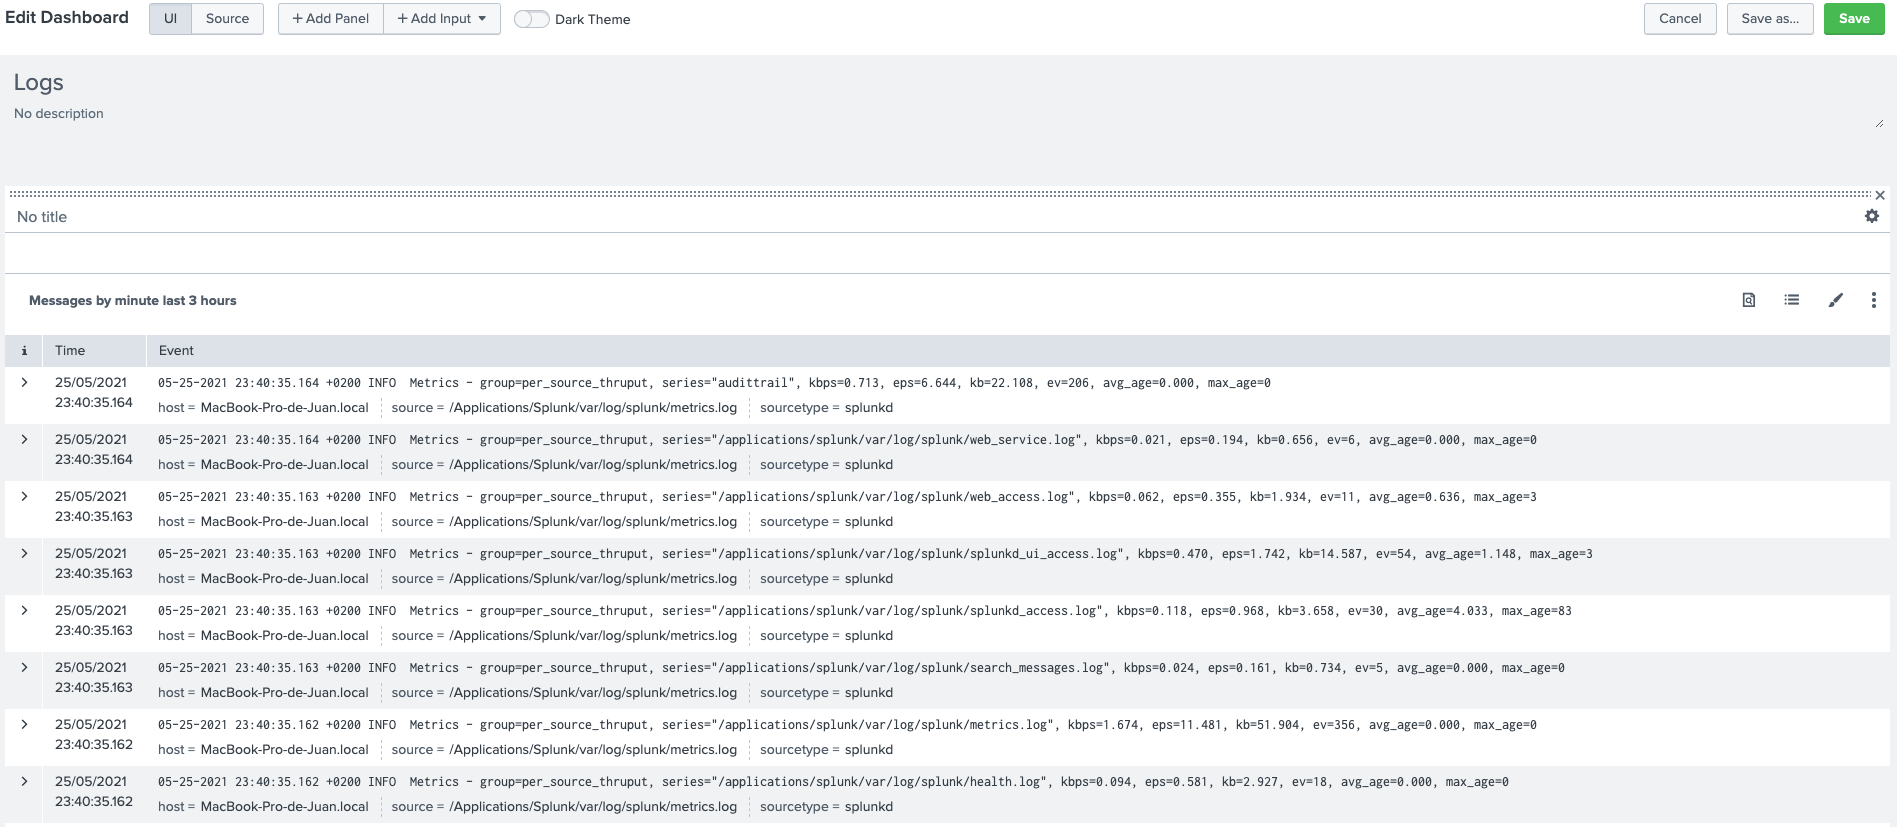 Edit Dashboard UI Source + Add Panel + Add Input Dark Theme Cancel Save as... Save
Logs
No description
No title
Messages by minute last 3 hours
i Time Event
25/05/2021 05-25-2021 23:40:35.164 +0200 INFO Metrics - group=per_source_thruput, series="audittrail", kbps=0.713, eps=6.644, kb=22.108, ev=206, avg_age=0.000, max_age=0
23:40:35.164 host = MacBook-Pro-de-Juan.local source = /Applications/Splunk/var/log/splunk/metrics.log sourcetype = splunkd
25/05/2021 05-25-2021 23:40:35.164 +0200 INFO Metrics - group=per_source_thruput, series="/applications/splunk/var/log/splunk/web_service.log", kbps=0.021, eps=0.194, kb=0.656, ev=6, avg_age=0.000, max_age=0
23:40:35.164 host = MacBook-Pro-de-Juan.local source = /Applications/Splunk/var/log/splunk/metrics.log sourcetype = splunkd
25/05/2021 05-25-2021 23:40:35.163 +0200 INFO Metrics - group=per_source_thruput, series="/applications/splunk/var/log/splunk/web_access.log", kbps=0.062, eps=0.355, kb=1.934, ev=11, avg_age=0.636, max_age=3
23:40:35.163 host = MacBook-Pro-de-Juan.local source = /Applications/Splunk/var/log/splunk/metrics.log sourcetype = splunkd
25/05/2021 05-25-2021 23:40:35.163 +0200 INFO Metrics - group=per_source_thruput, series="/applications/splunk/var/log/splunk/splunkd_ui_access.log", kbps=0.470, eps=1.742, kb=14.587, ev=54, avg_age=1.148, max_age=3
23:40:35.163 host = MacBook-Pro-de-Juan.local source = /Applications/Splunk/var/log/splunk/metrics.log sourcetype = splunkd
25/05/2021 05-25-2021 23:40:35.163 +0200 INFO Metrics - group=per_source_thruput, series="/applications/splunk/var/log/splunk/splunkd_access.log", kbps=0.118, eps=0.968, kb=3.658, ev=30, avg_age=4.033, max_age=83
23:40:35.163 host = MacBook-Pro-de-Juan.local source = /Applications/Splunk/var/log/splunk/metrics.log sourcetype = splunkd
25/05/2021 05-25-2021 23:40:35.163 +0200 INFO Metrics - group=per_source_thruput, series="/applications/splunk/var/log/splunk/search_messages.log", kbps=0.024, eps=0.161, kb=0.734, ev=5, avg_age=0.000, max_age=0
23:40:35.163 host = MacBook-Pro-de-Juan.local source = /Applications/Splunk/var/log/splunk/metrics.log sourcetype = splunkd
25/05/2021 05-25-2021 23:40:35.162 +0200 INFO Metrics - group=per_source_thruput, series="/applications/splunk/var/log/splunk/metrics.log", kbps=1.674, eps=11.481, kb=51.904, ev=356, avg_age=0.000, max_age=0
23:40:35.162 host = MacBook-Pro-de-Juan.local source = /Applications/Splunk/var/log/splunk/metrics.log sourcetype = splunkd
25/05/2021 05-25-2021 23:40:35.162 +0200 INFO Metrics - group=per_source_thruput, series="/applications/splunk/var/log/splunk/health.log", kbps=0.094, eps=0.581, kb=2.927, ev=18, avg_age=0.000, max_age=0
23:40:35.162 host = MacBook-Pro-de-Juan.local source = /Applications/Splunk/var/log/splunk/metrics.log sourcetype = splunkd